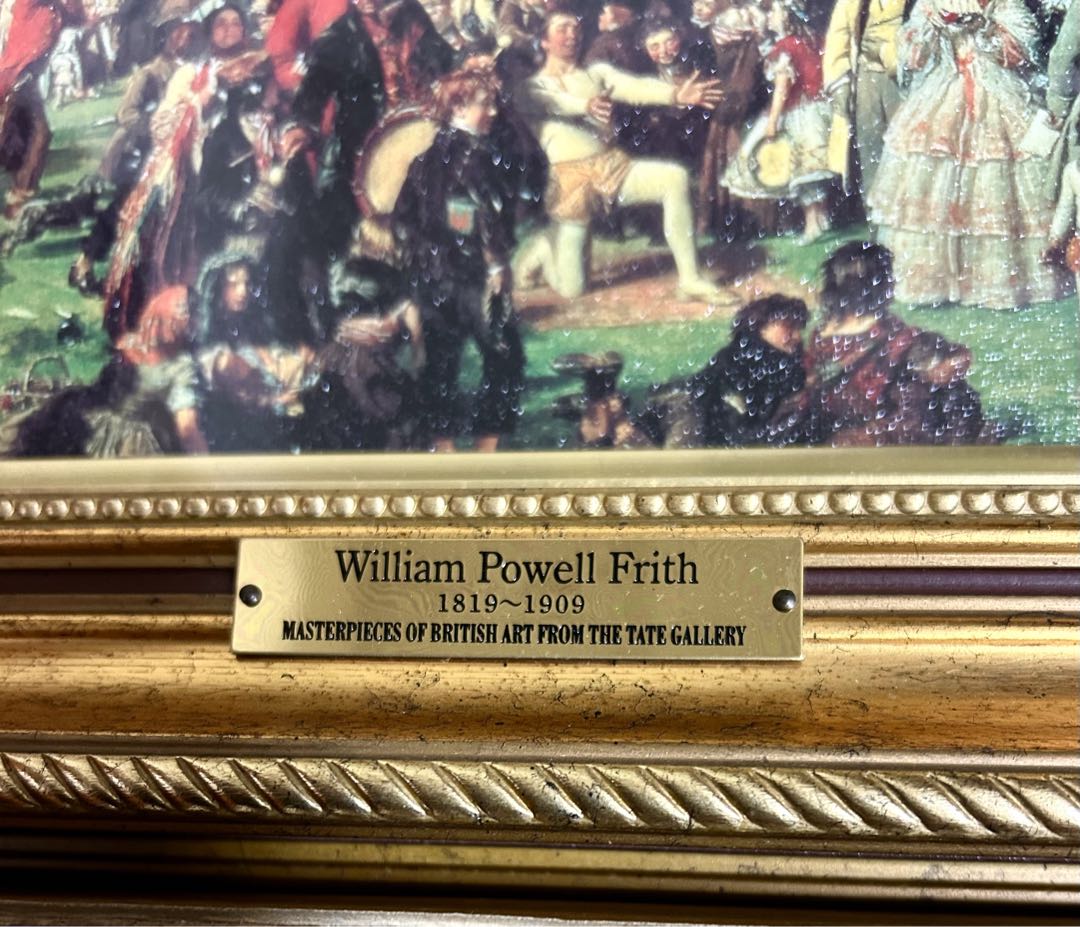 William Powell Frith
1819～1909
MASTERPIECES OF BRITISH ART FROM THE TATE GALLERY